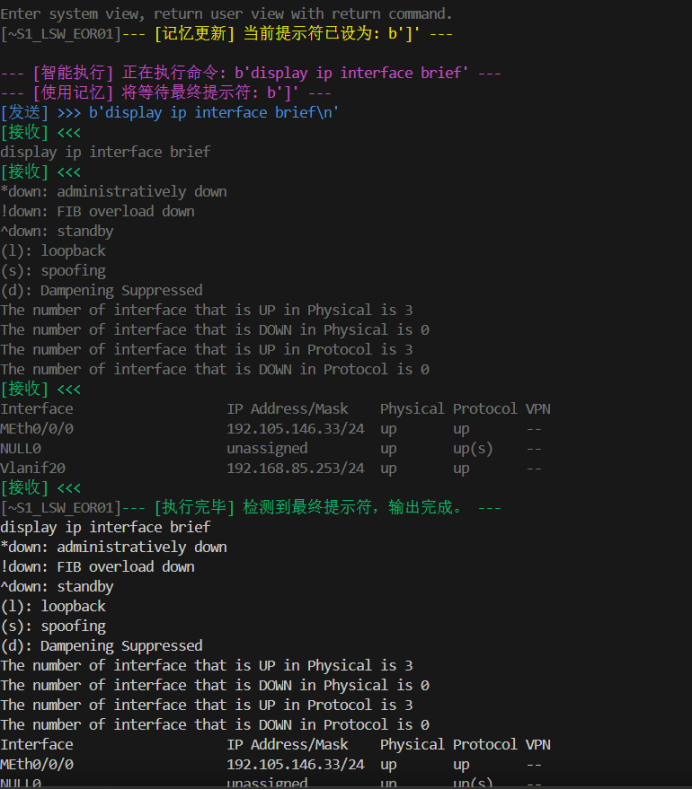 Enter system view, return user view with return command.
[~S1_LSW_EOR01]--- [记忆更新] 当前提示符已设为: b']' ---
--- [智能执行] 正在执行命令: b'display ip interface brief' ---
--- [使用记忆] 将等待最终提示符: b']' ---
[发送] >>> b'display ip interface brief\n'
[接收] <<<
display ip interface brief
[接收] <<<
*down: administratively down
!down: FIB overload down
^down: standby
(l): loopback
(s): spoofing
(d): Dampening Suppressed
The number of interface that is UP in Physical is 3
The number of interface that is DOWN in Physical is 0
The number of interface that is UP in Protocol is 3
The number of interface that is DOWN in Protocol is 0
[接收] <<<
Interface                   IP Address/Mask    Physical Protocol VPN
MEth0/0/0                   192.105.146.33/24  up       up       --
NULL0                       unassigned         up       up(s)    --
Vlanif20                    192.168.85.253/24  up       up       --
[接收] <<<
[~S1_LSW_EOR01]--- [执行完毕] 检测到最终提示符，输出完成。 ---
display ip interface brief
*down: administratively down
!down: FIB overload down
^down: standby
(l): loopback
(s): spoofing
(d): Dampening Suppressed
The number of interface that is UP in Physical is 3
The number of interface that is DOWN in Physical is 0
The number of interface that is UP in Protocol is 3
The number of interface that is DOWN in Protocol is 0
Interface                   IP Address/Mask    Physical Protocol VPN
MEth0/0/0                   192.105.146.33/24  up       up       --
NULL0                       unassigned         up       up(s)    --